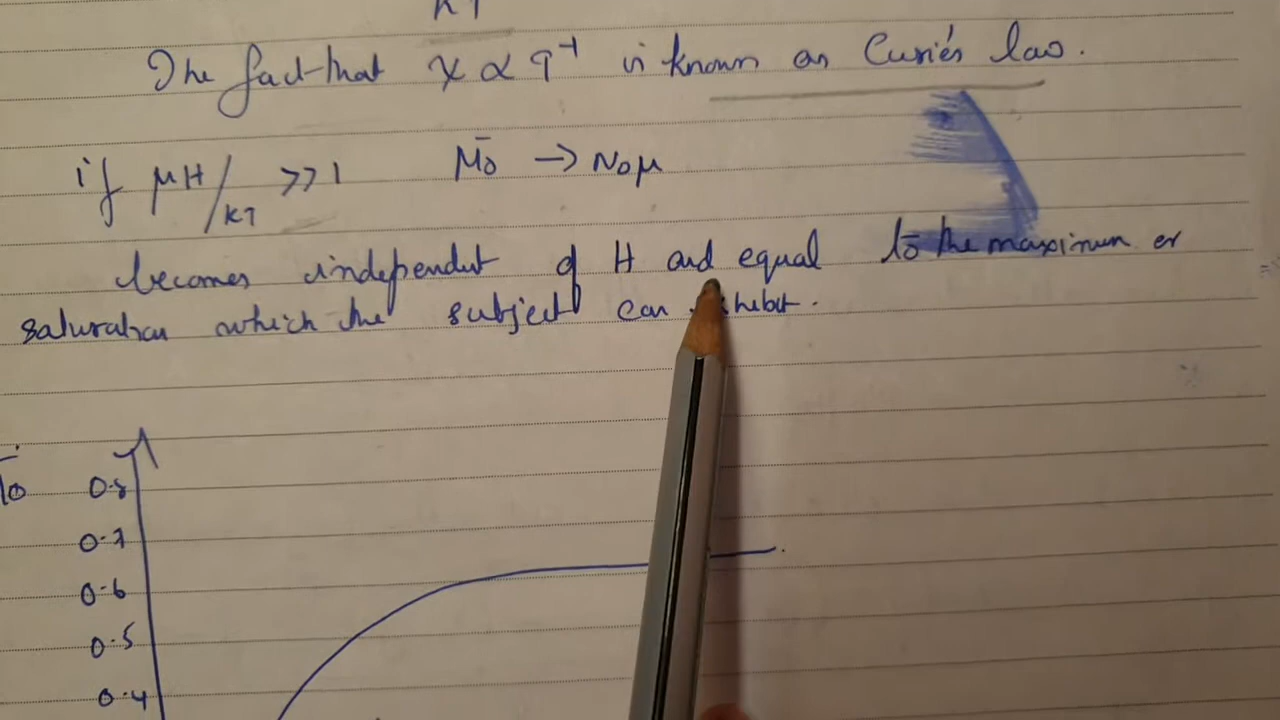 KT
The fact that χ ∝ T⁻¹ is known as Curie's law.
if μH/KT >>1 M̄o → Noμ
becomes independent of H and equal to the maximum or
saturation which the subject can
0.8
0.7
0.6
0.5
0.4